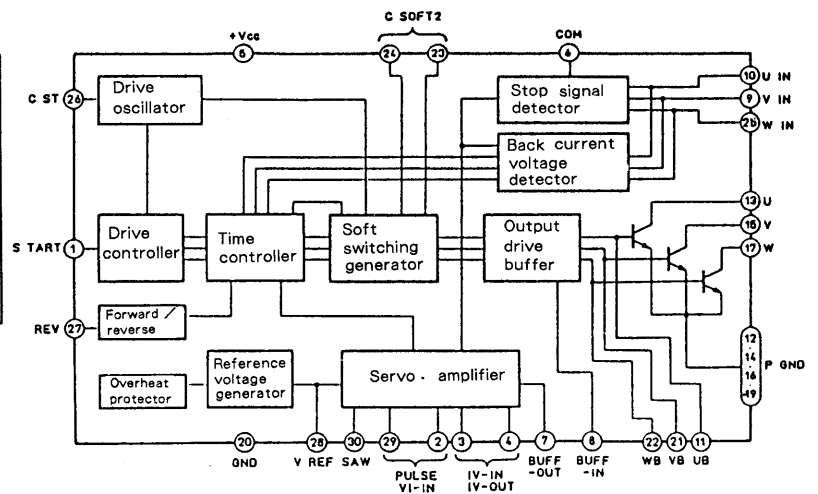 C SOFT2
+Vcc
5
24
23
COM
6
10 U IN
9 V IN
2b W IN
C ST 26
Drive
oscillator
Stop signal
detector
Back current
voltage
detector
13 U
15 V
17 W
S TART 1
Drive
controller
Time
controller
Soft
switching
generator
Output
drive
buffer
REV 27
Forward /
reverse
12
14
16
19
P GND
Overheat
protector
Reference
voltage
generator
Servo. amplifier
20
28
30
29
2
3
4
7
8
22
21
11
GND
V REF
SAW
PULSE
VI-IN
IV-IN
IV-OUT
BUFF
-OUT
BUFF
-IN
WB
VB
UB